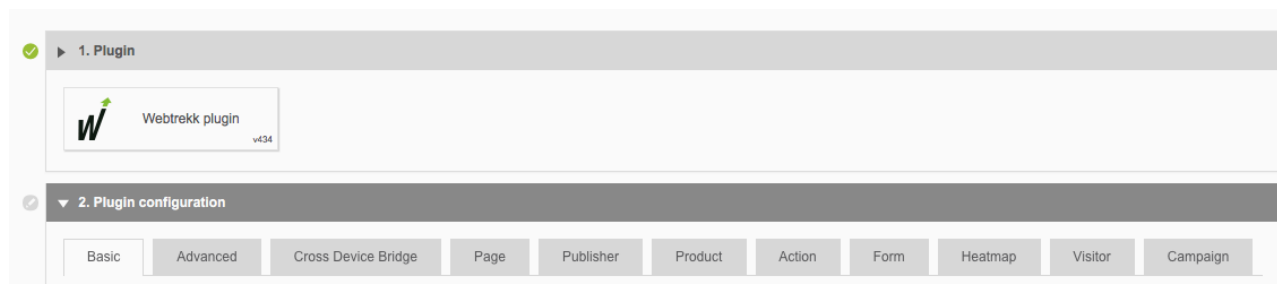 1. Plugin
Webtrekk plugin
v434
2. Plugin configuration
Basic Advanced Cross Device Bridge Page Publisher Product Action Form Heatmap Visitor Campaign